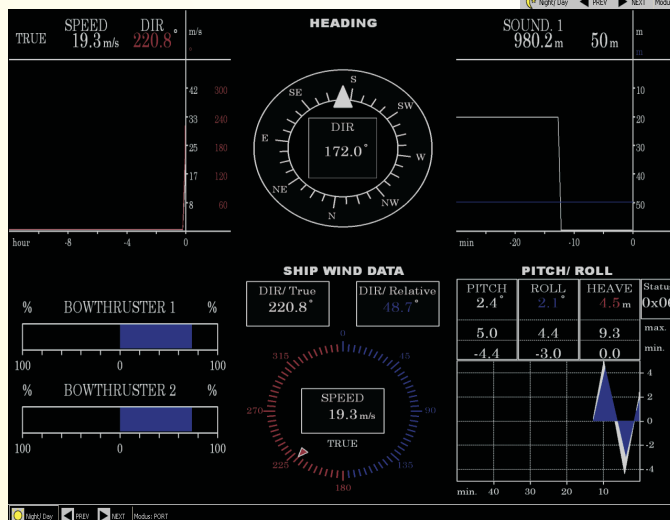 Night/ Day PREV NEXT Modus
TRUE SPEED 19.3 m/s DIR 220.8° m/s
42 300
33 240
25 180
17 120
8 60
hour -8 -4 0
HEADING
S
SE SW
E W
NE NW
N
DIR
172.0°
SOUND. 1
980.2 m 50 m
m
m
10
20
30
40
50
min -20 -10 0
% BOWTHRUSTER 1 %
100 0 100
% BOWTHRUSTER 2 %
100 0 100
SHIP WIND DATA
DIR/ True DIR/ Relative
220.8° 48.7°
0
315 45
270 90
225 135
180
SPEED
19.3 m/s
TRUE
PITCH/ ROLL
PITCH ROLL HEAVE Status
2.4° 2.1° 4.5 m
5.0 4.4 9.3 max.
-4.4 -3.0 0.0 min.
4
2
0
-2
-4
min. 40 30 20 10
Night/ Day PREV NEXT Modus: PORT